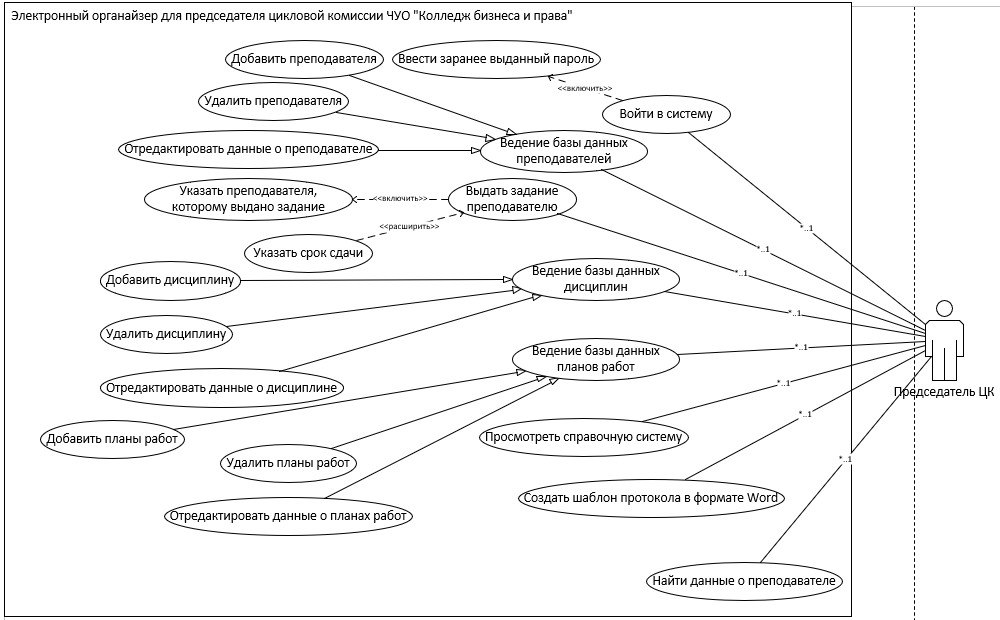 Электронный органайзер для председателя цикловой комиссии ЧУО "Колледж бизнеса и права"
Добавить преподавателя
Ввести заранее выданный пароль
<<включить>>
Удалить преподавателя
Войти в систему
Отредактировать данные о преподавателе
Ведение базы данных
преподавателей
Указать преподавателя,
которому выдано задание
<<включить>>
Выдать задание
преподавателю
<<расширить>>
Указать срок сдачи
*..1
*..1
*..1
Добавить дисциплину
Ведение базы данных
дисциплин
*..1
Удалить дисциплину
Ведение базы данных
планов работ
*..1
Отредактировать данные о дисциплине
*..1
Председатель ЦК
*..1
Добавить планы работ
Просмотреть справочную систему
*..1
Удалить планы работ
Создать шаблон протокола в формате Word
Отредактировать данные о планах работ
Найти данные о преподавателе